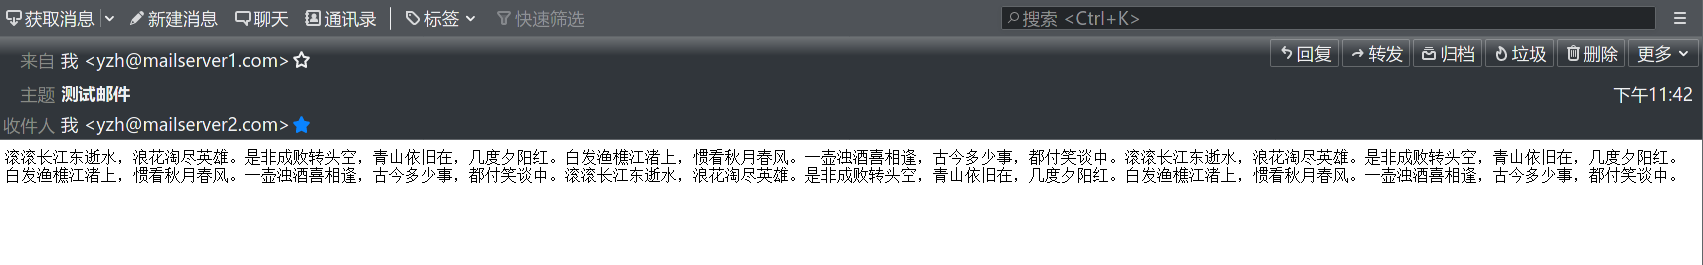 获取消息 新建消息 聊天 通讯录 标签 快速筛选 搜索 <Ctrl+K>
来自 我 <yzh@mailserver1.com> 回复 转发 归档 垃圾 删除 更多
主题 测试邮件 下午11:42
收件人 我 <yzh@mailserver2.com>
滚滚长江东逝水，浪花淘尽英雄。是非成败转头空，青山依旧在，几度夕阳红。白发渔樵江渚上，惯看秋月春风。一壶浊酒喜相逢，古今多少事，都付笑谈中。滚滚长江东逝水，浪花淘尽英雄。是非成败转头空，青山依旧在，几度夕阳红。
白发渔樵江渚上，惯看秋月春风。一壶浊酒喜相逢，古今多少事，都付笑谈中。滚滚长江东逝水，浪花淘尽英雄。是非成败转头空，青山依旧在，几度夕阳红。白发渔樵江渚上，惯看秋月春风。一壶浊酒喜相逢，古今多少事，都付笑谈中。